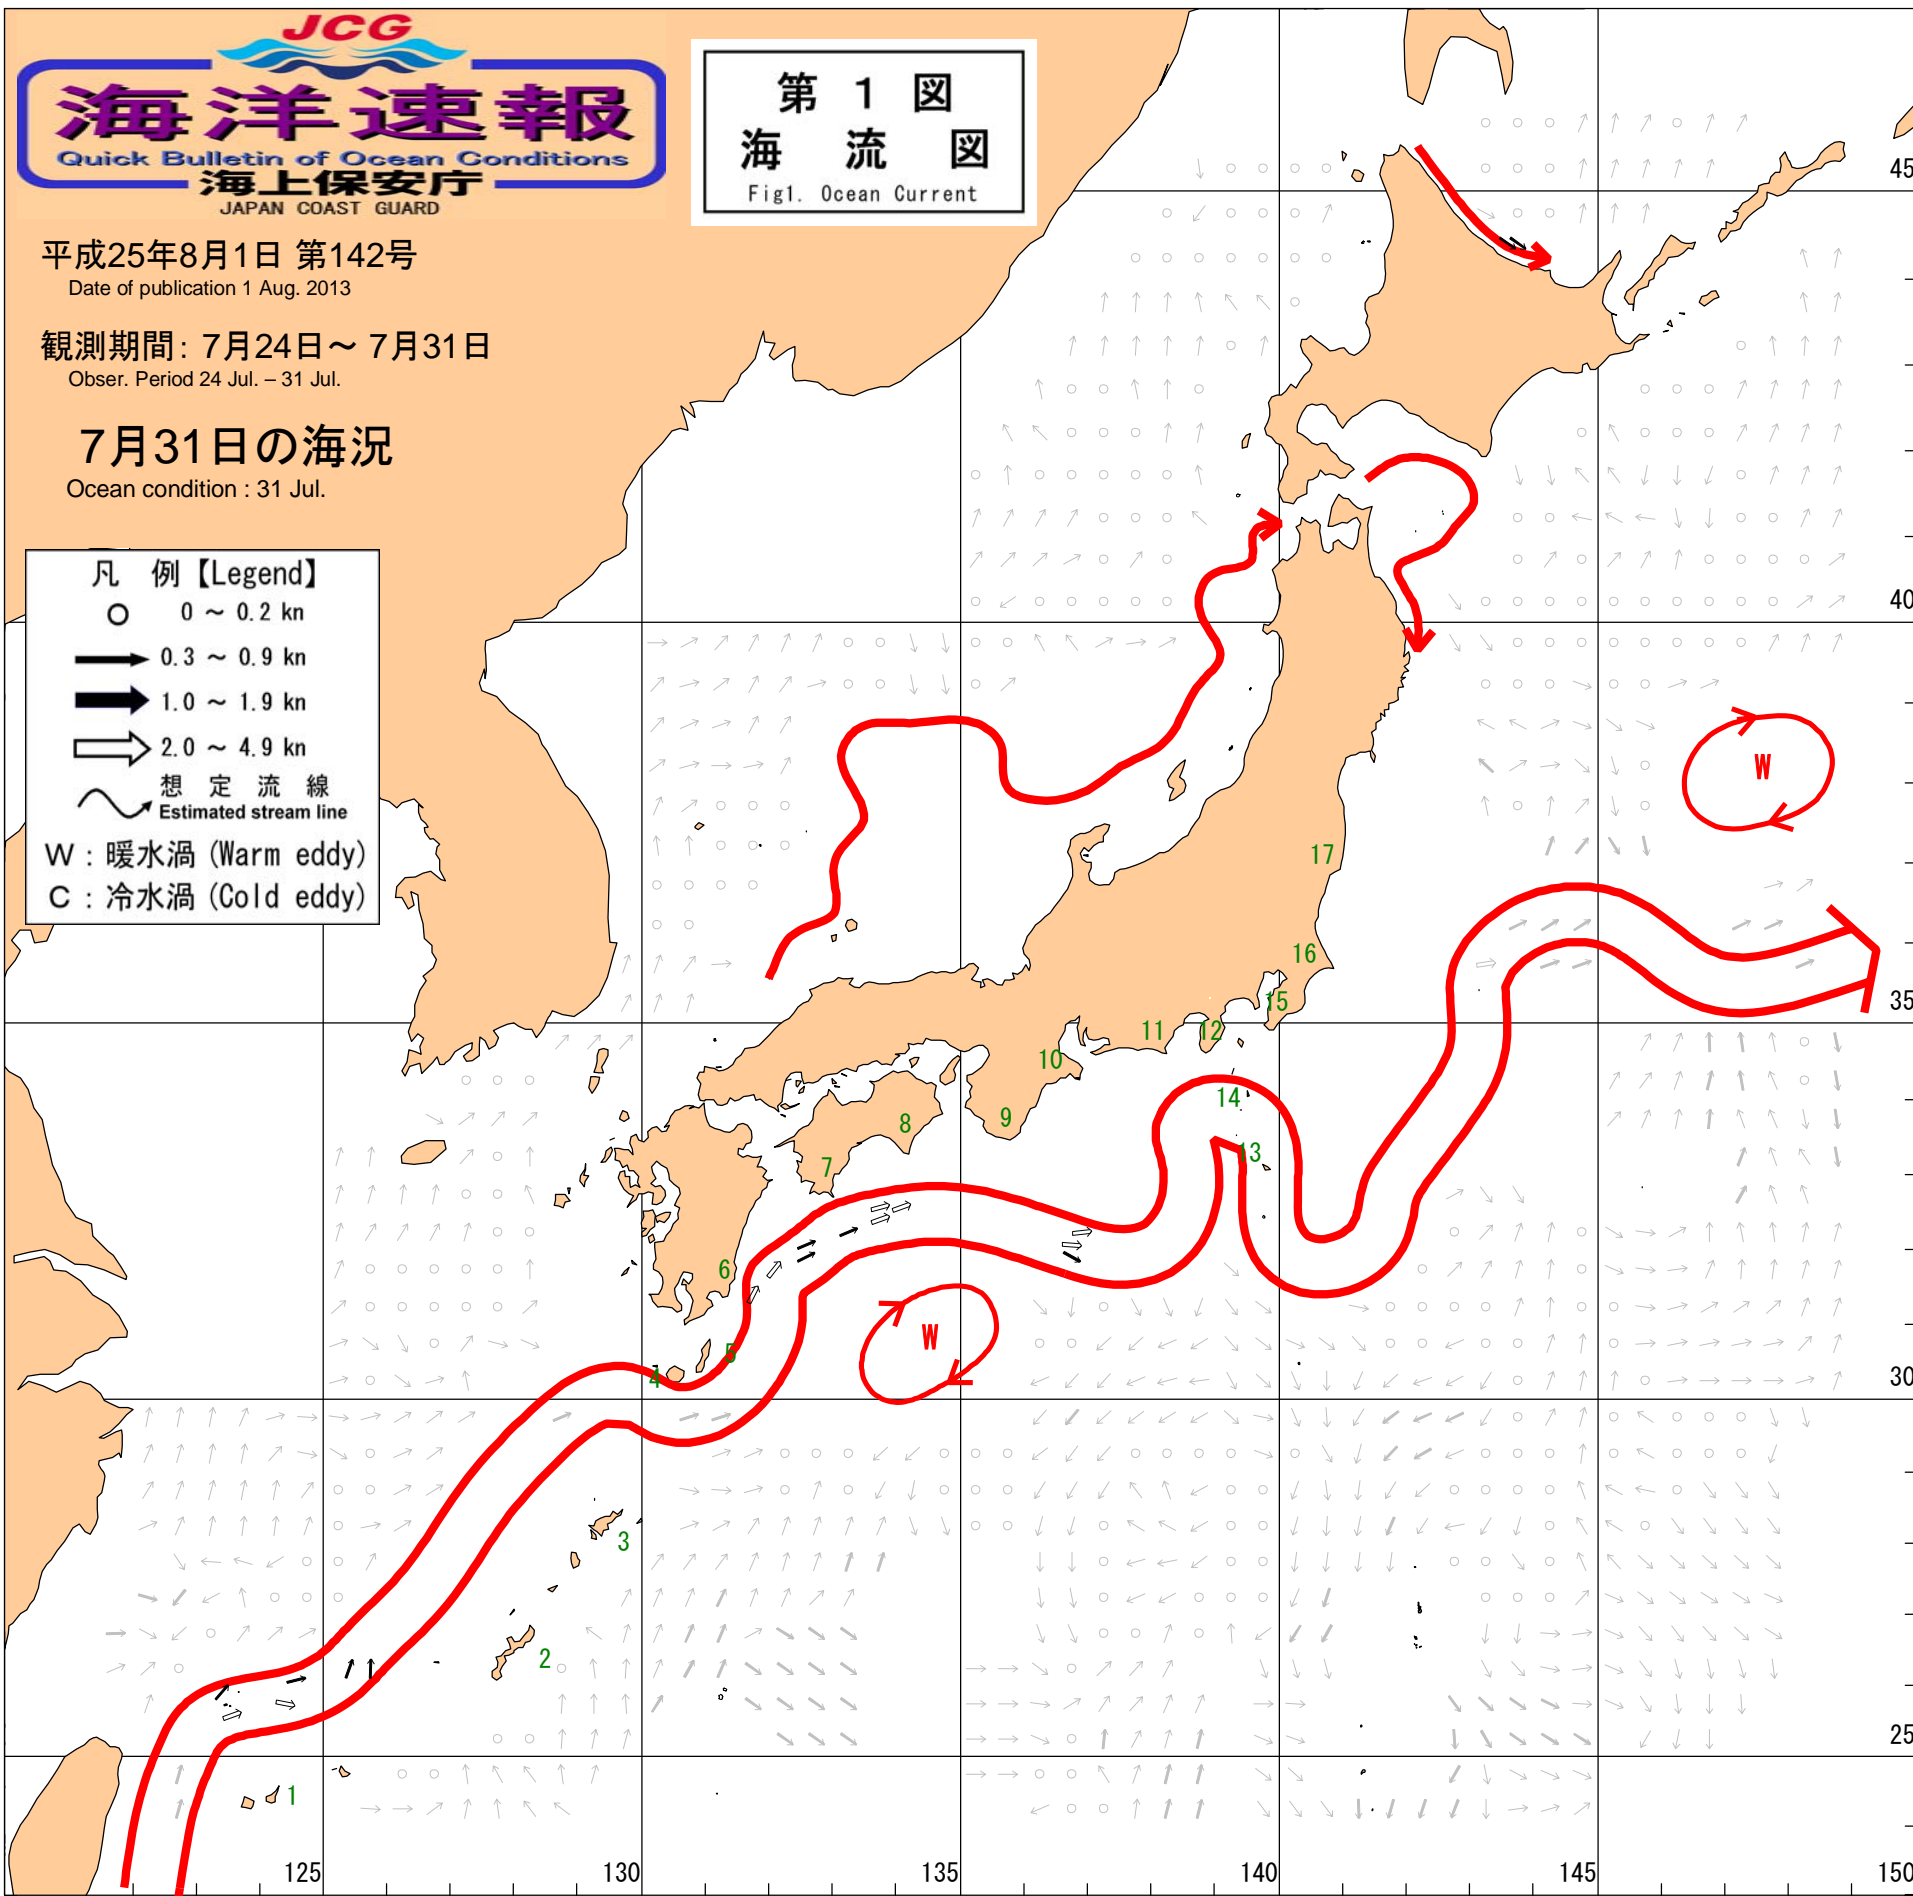 JCG
海洋速報
Quick Bulletin of Ocean Conditions
海上保安庁
JAPAN COAST GUARD
第 1 図
海 流 図
Fig1. Ocean Current
平成25年8月1日 第142号
Date of publication 1 Aug. 2013
観測期間: 7月24日～ 7月31日
Obser. Period 24 Jul. – 31 Jul.
7月31日の海況
Ocean condition : 31 Jul.
凡 例【Legend】
0 ～ 0.2 kn
0.3 ～ 0.9 kn
1.0 ～ 1.9 kn
2.0 ～ 4.9 kn
想 定 流 線
Estimated stream line
W : 暖水渦 (Warm eddy)
C : 冷水渦 (Cold eddy)
45
40
W
17
16
35
15
12
11
10
14
9
8
13
7
6
W
5
4
30
3
2
25
1
125
130
135
140
145
150